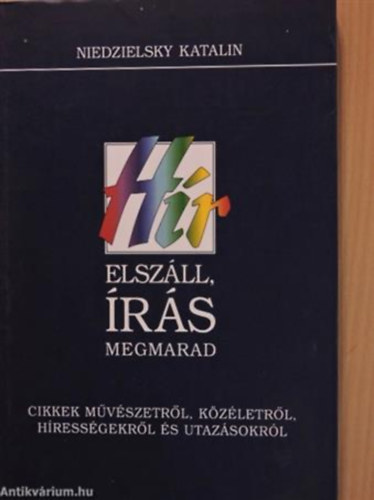 NIEDZIELSKY KATALIN
Hír
ELSZÁLL,
ÍRÁS
MEGMARAD
CIKKEK MŰVÉSZETRŐL, KÖZÉLETRŐL,
HÍRESSÉGEKRŐL ÉS UTAZÁSOKRÓL
Antikvárium.hu